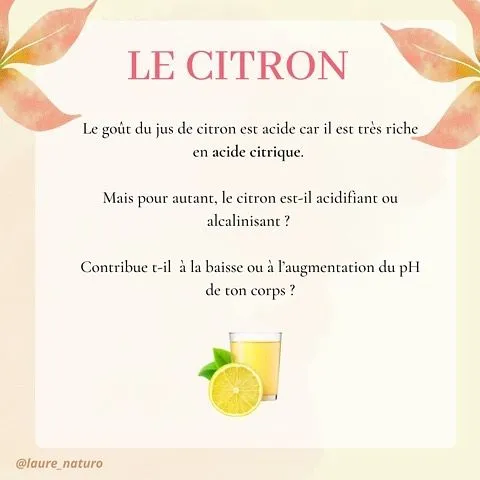 LE CITRON
Le goût du jus de citron est acide car il est très riche
en acide citrique.
Mais pour autant, le citron est-il acidifiant ou
alcalinisant ?
Contribue t-il à la baisse ou à l'augmentation du pH
de ton corps ?
@laure_naturo